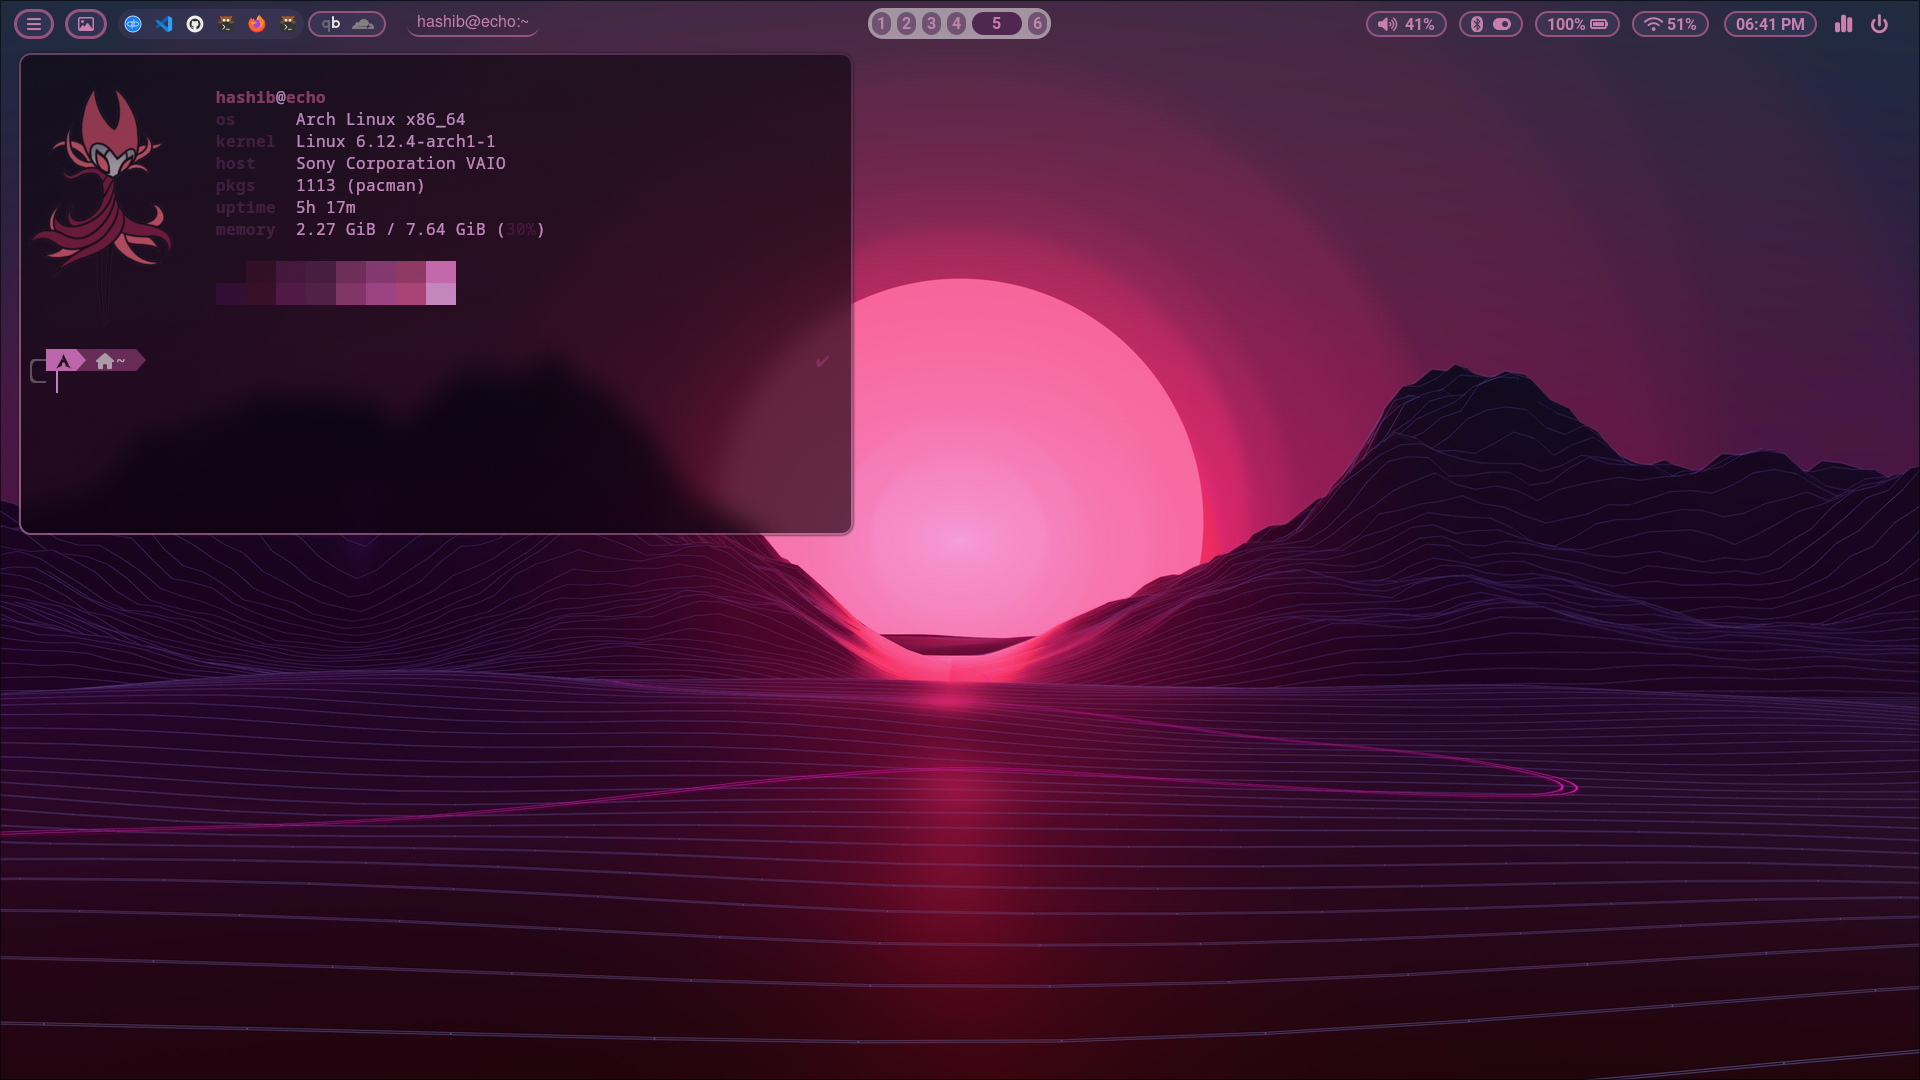 qb
hashib@echo:~
1 2 3 4 5 6
41%
100%
51%
06:41 PM
hashib@echo
os Arch Linux x86_64
kernel Linux 6.12.4-arch1-1
host Sony Corporation VAIO
pkgs 1113 (pacman)
uptime 5h 17m
memory 2.27 GiB / 7.64 GiB (30%)
~